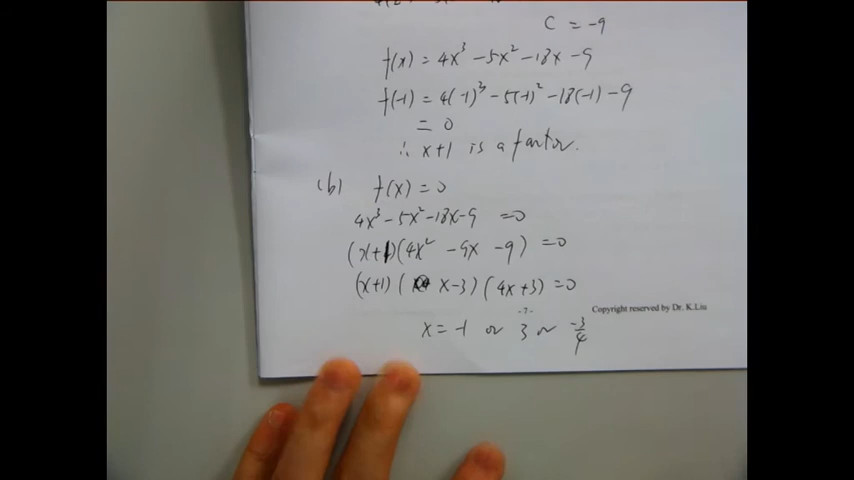 C = -9
f(x) = 4x³ - 5x² - 18x - 9
f(-1) = 4(-1)³ - 5(-1)² - 18(-1) - 9
= 0
∴ x+1 is a factor.
(b) f(x) = 0
4x³ - 5x² - 18x - 9 = 0
(x+1)(4x² - 9x - 9) = 0
(x+1)(x-3)(4x+3) = 0
Copyright reserved by Dr. K.Liu
- 7 -
x = -1 or 3 or -3/4